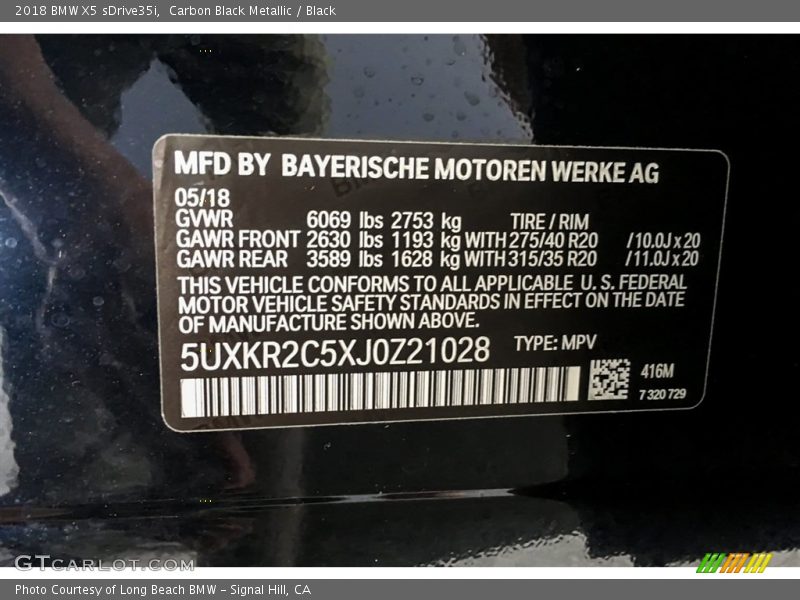 2018 BMW X5 sDrive35i, Carbon Black Metallic / Black
MFD BY BAYERISCHE MOTOREN WERKE AG
05/18
GVWR 6069 lbs 2753 kg TIRE / RIM
GAWR FRONT 2630 lbs 1193 kg WITH 275/40 R20 /10.0J x 20
GAWR REAR 3589 lbs 1628 kg WITH 315/35 R20 /11.0J x 20
THIS VEHICLE CONFORMS TO ALL APPLICABLE U.S. FEDERAL
MOTOR VEHICLE SAFETY STANDARDS IN EFFECT ON THE DATE
OF MANUFACTURE SHOWN ABOVE.
5UXKR2C5XJ0Z21028 TYPE: MPV
416M
7 320 729
GTCARLOT.COM
Photo Courtesy of Long Beach BMW - Signal Hill, CA